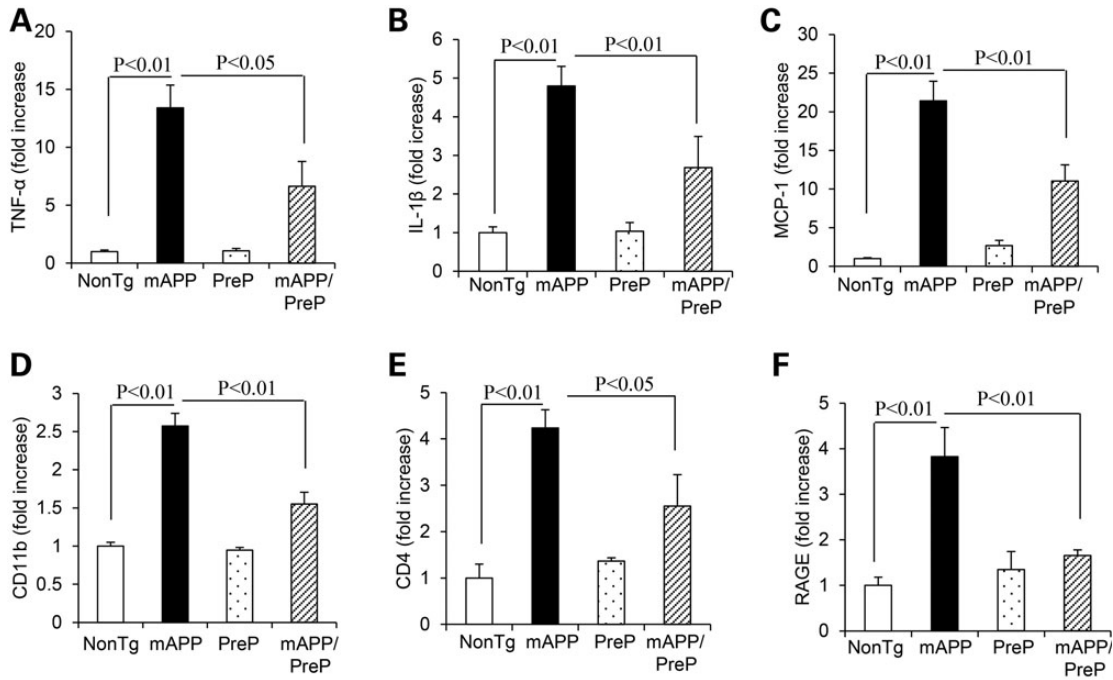 A
TNF-α (fold increase)
20
15
10
5
0
P<0.01
P<0.05
NonTg mAPP PreP mAPP/
PreP
B
IL-1β (fold icrease)
6
5
4
3
2
1
0
P<0.01
P<0.01
NonTg mAPP PreP mAPP/
PreP
C
MCP-1 (fold increase
30
25
20
15
10
5
0
P<0.01
P<0.01
NonTg mAPP PreP mAPP/
PreP
D
CD11b (fold increase)
3
2.5
2
1.5
1
0.5
0
P<0.01
P<0.01
NonTg mAPP PreP mAPP/
PreP
E
CD4 (fold increase)
5
4
3
2
1
0
P<0.01
P<0.05
NonTg mAPP PreP mAPP/
PreP
F
RAGE (fold increase)
5
4
3
2
1
0
P<0.01
P<0.01
NonTg mAPP PreP mAPP/
PreP